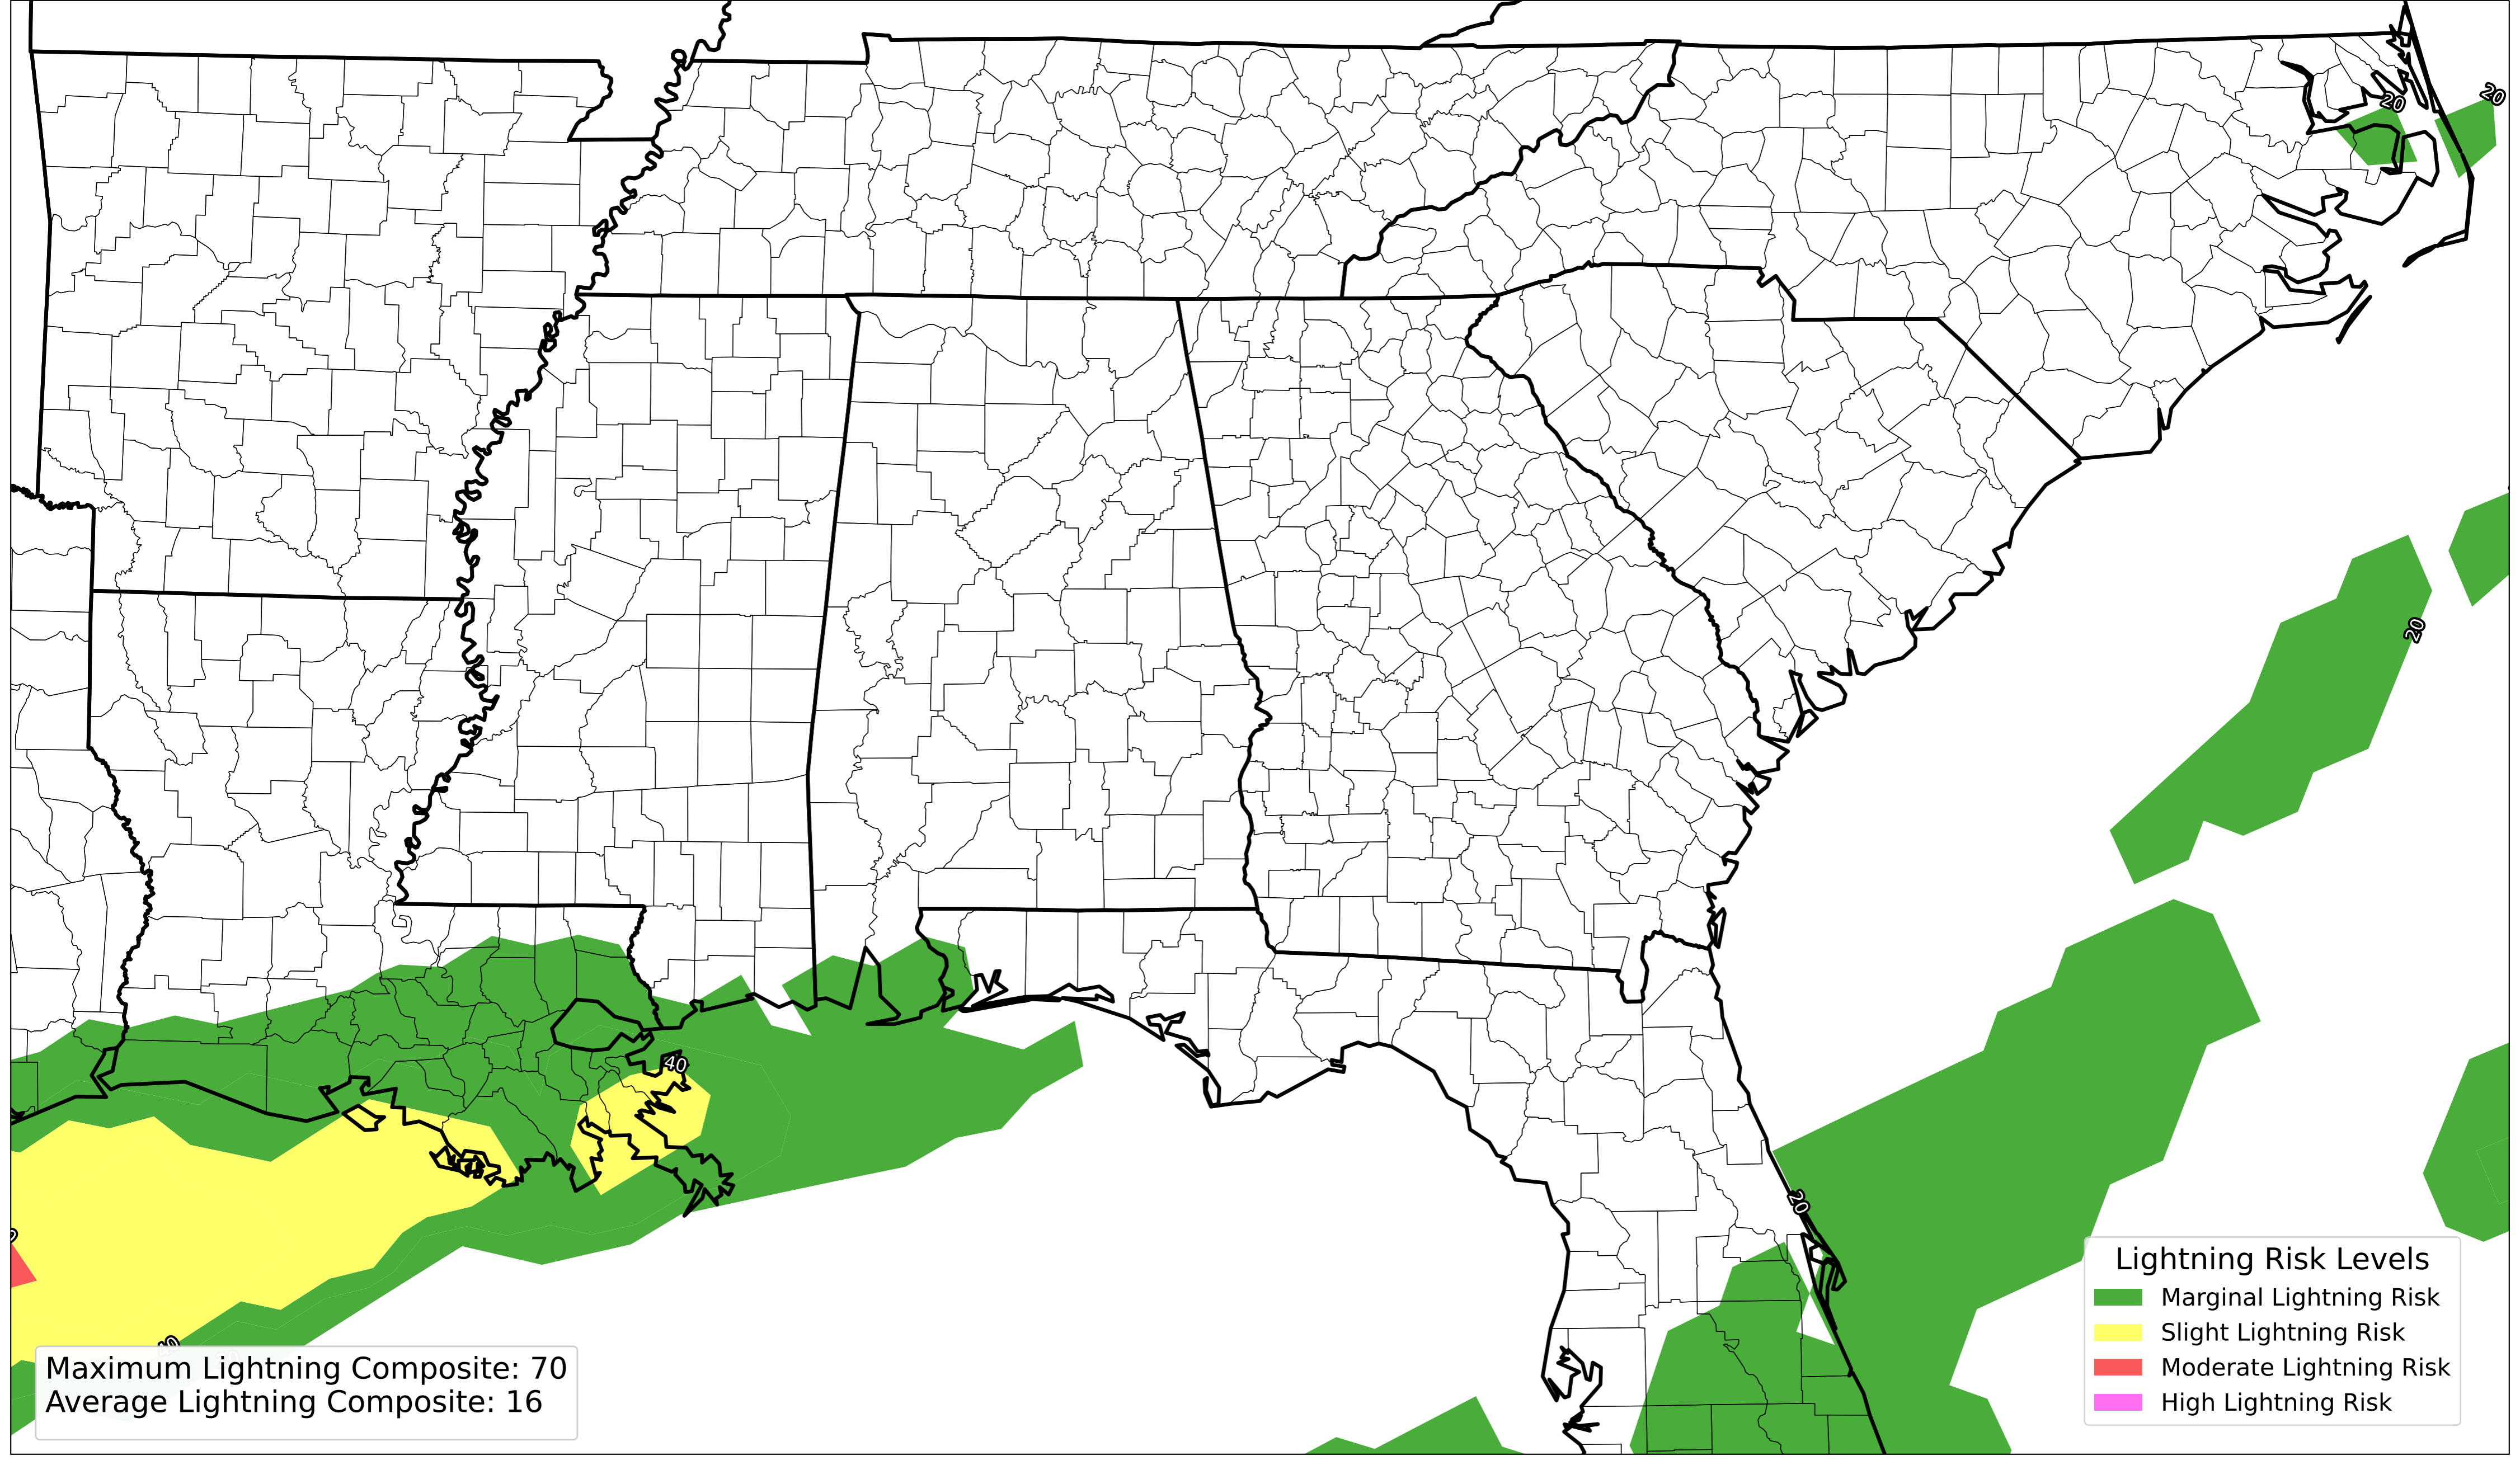 20
20
20
40
20
Lightning Risk Levels
Marginal Lightning Risk
Slight Lightning Risk
Moderate Lightning Risk
High Lightning Risk
Maximum Lightning Composite: 70
Average Lightning Composite: 16